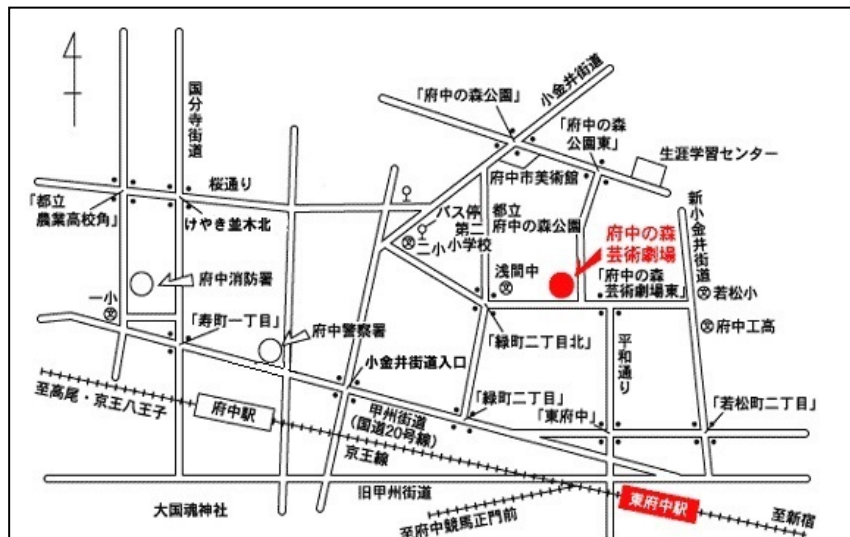 小金井街道
「府中の森公園」
「府中の森
公園東」
生涯学習センター
国分寺街道
桜通り
「都立
農業高校角」
けやき並木北
府中市美術館
バス停
第二
小学校
二小
都立
府中の森公園
新小金井街道
府中の森
芸術劇場
浅間中
「府中の森
芸術劇場東」
若松小
府中工高
府中消防署
一小
「寿町一丁目」
府中警察署
「緑町二丁目北」
平和通り
小金井街道入口
至高尾・京王八王子
府中駅
甲州街道
(国道20号線)
「緑町二丁目」
「東府中」
「若松町二丁目」
京王線
旧甲州街道
大国魂神社
至府中競馬正門前
東府中駅
至新宿